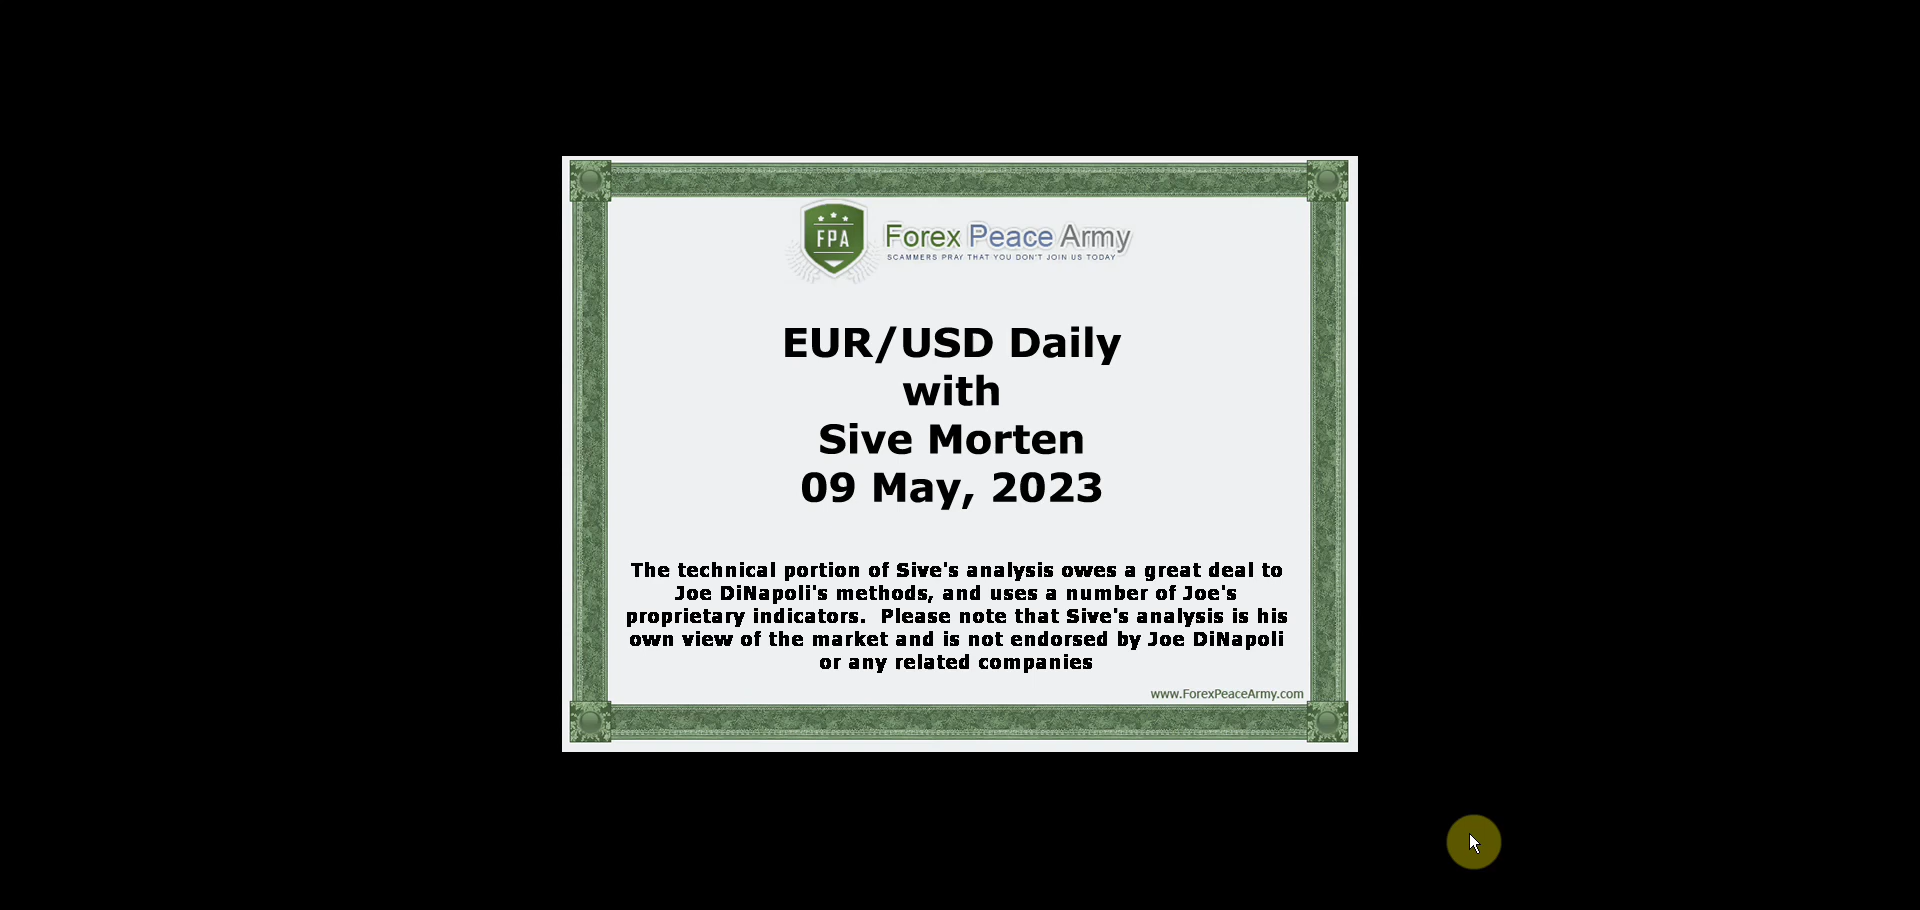 FPA
Forex Peace Army
SCAMMERS PRAY THAT YOU DON'T JOIN US TODAY
EUR/USD Daily
with
Sive Morten
09 May, 2023
The technical portion of Sive's analysis owes a great deal to
Joe DiNapoli's methods, and uses a number of Joe's
proprietary indicators.  Please note that Sive's analysis is his
own view of the market and is not endorsed by Joe DiNapoli
or any related companies
www.ForexPeaceArmy.com